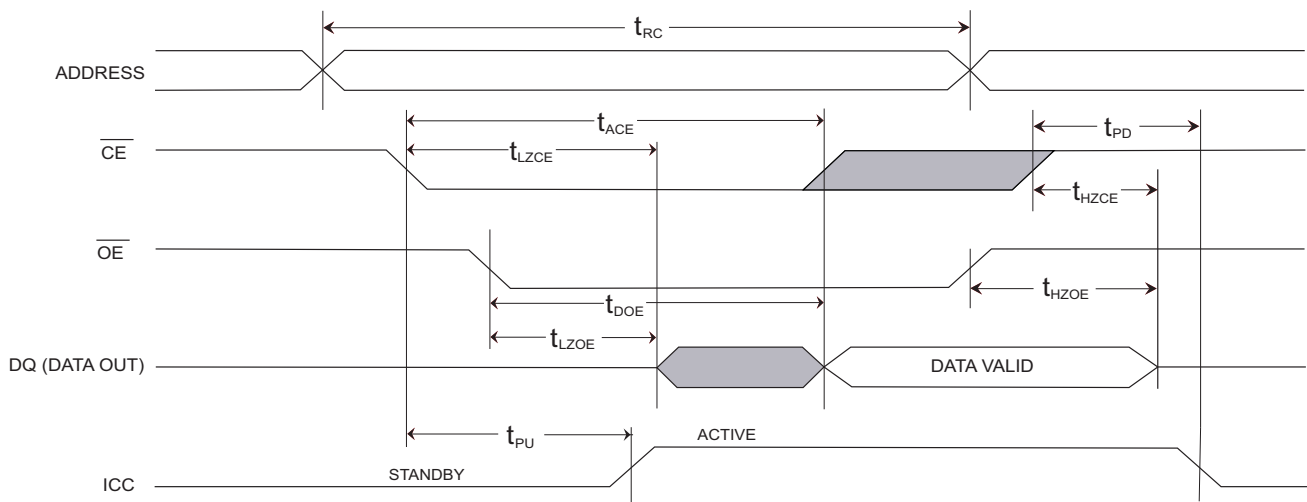 tRC
ADDRESS
tACE
tPD
CE
tLZCE
tHZCE
OE
tHZOE
tDOE
tLZOE
DQ (DATA OUT)
DATA VALID
tPU
ACTIVE
STANDBY
ICC